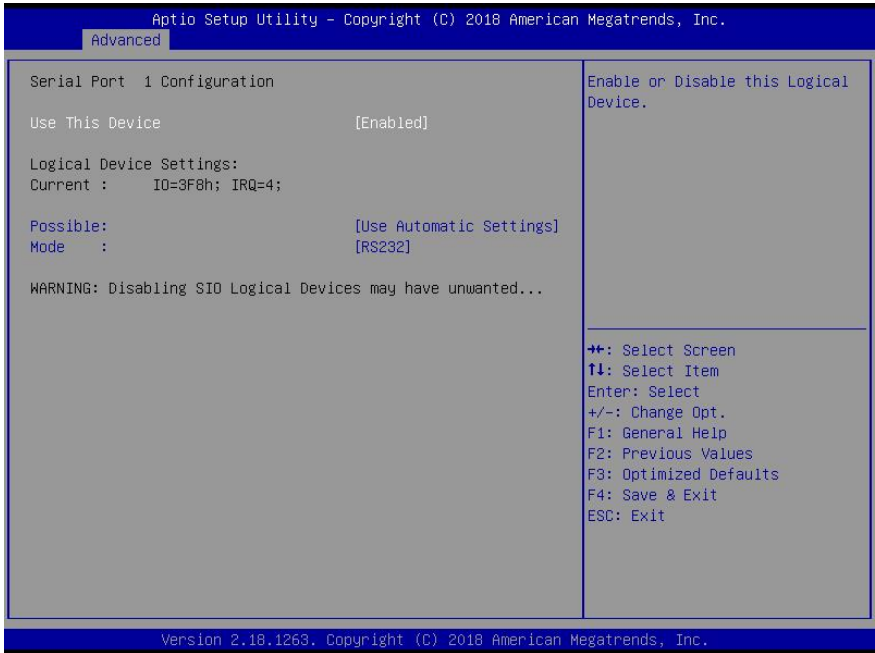 Aptio Setup Utility – Copyright (C) 2018 American Megatrends, Inc.
Advanced
Serial Port 1 Configuration
Use This Device [Enabled]
Logical Device Settings:
Current : IO=3F8h; IRQ=4;
Possible: [Use Automatic Settings]
Mode : [RS232]
WARNING: Disabling SIO Logical Devices may have unwanted...
Enable or Disable this Logical
Device.
→←: Select Screen
↑↓: Select Item
Enter: Select
+/-: Change Opt.
F1: General Help
F2: Previous Values
F3: Optimized Defaults
F4: Save & Exit
ESC: Exit
Version 2.18.1263. Copyright (C) 2018 American Megatrends, Inc.